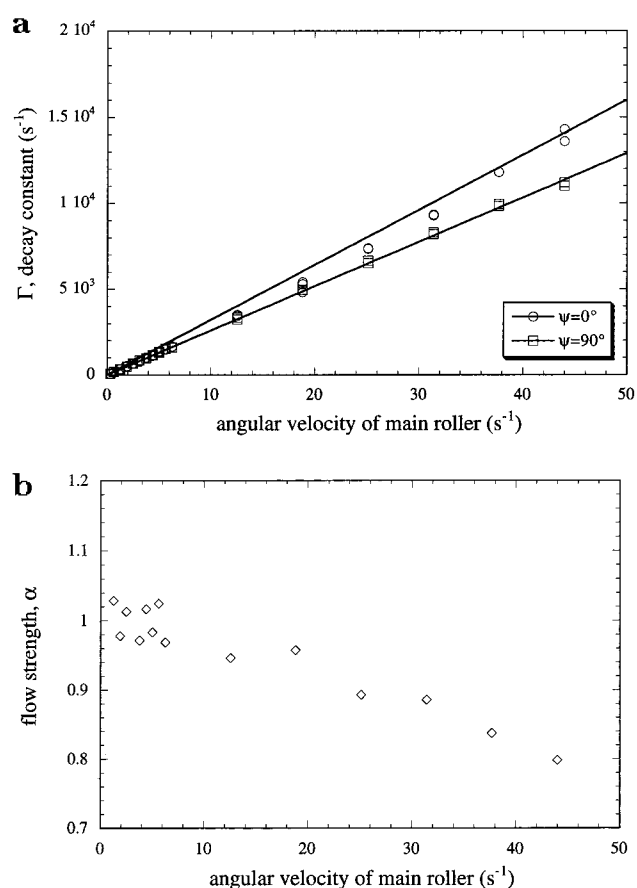 a
2 10⁴
1.5 10⁴
1 10⁴
5 10³
0
Γ, decay constant (s⁻¹)
ψ=0°
ψ=90°
0 10 20 30 40 50
angular velocity of main roller (s⁻¹)
b
1.2
1.1
1
0.9
0.8
0.7
flow strength, α
0 10 20 30 40 50
angular velocity of main roller (s⁻¹)